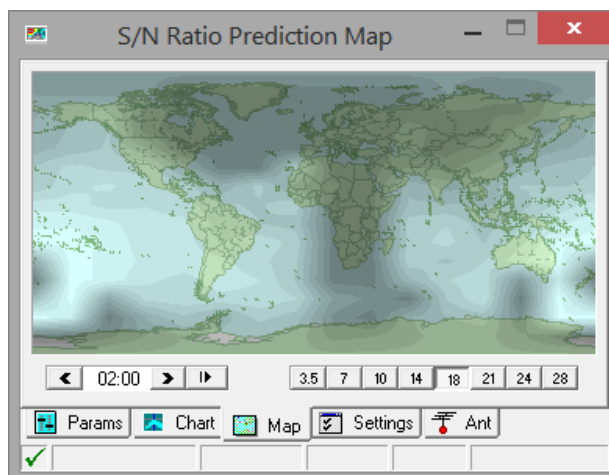 S/N Ratio Prediction Map
02:00 3.5 7 10 14 18 21 24 28
Params Chart Map Settings Ant